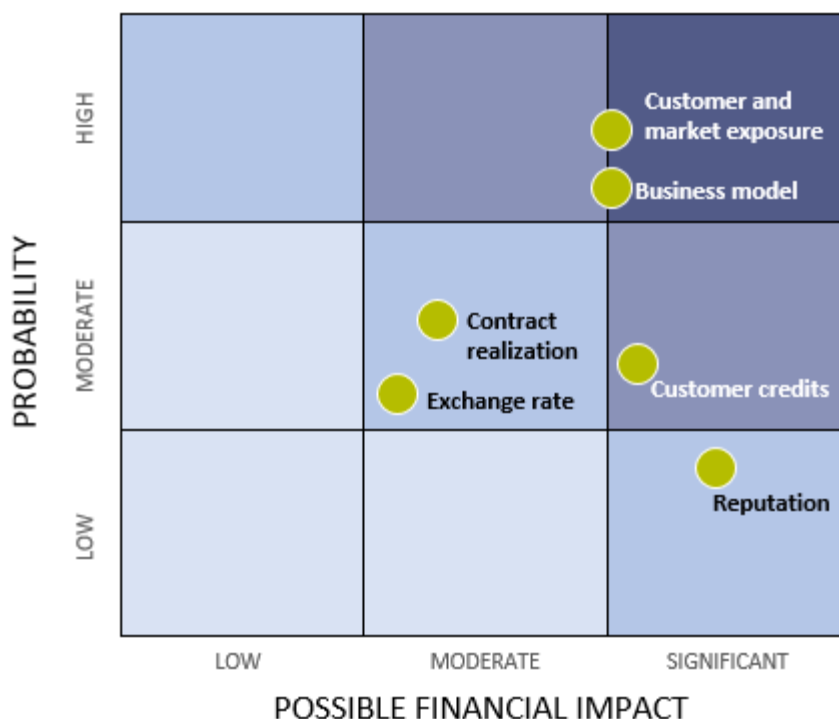 PROBABILITY
HIGH
MODERATE
LOW
Customer and
market exposure
Business model
Contract
realization
Exchange rate
Customer credits
Reputation
LOW
MODERATE
SIGNIFICANT
POSSIBLE FINANCIAL IMPACT